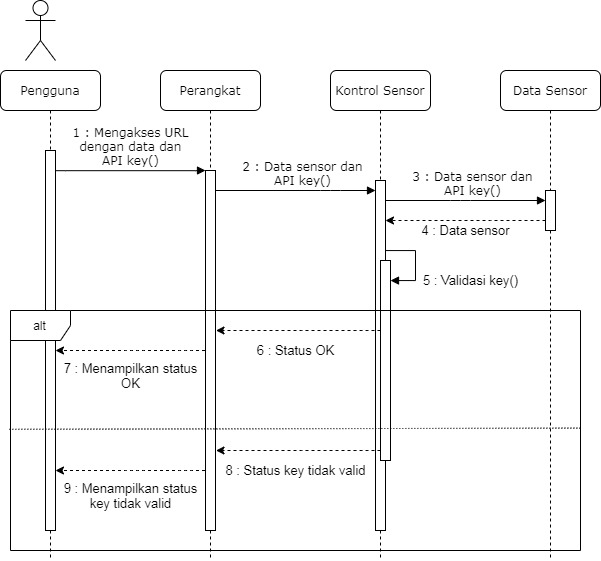 Pengguna
Perangkat
Kontrol Sensor
Data Sensor
1 : Mengakses URL
dengan data dan
API key()
2 : Data sensor dan
API key()
3 : Data sensor dan
API key()
4 : Data sensor
5 : Validasi key()
alt
6 : Status OK
7 : Menampilkan status
OK
8 : Status key tidak valid
9 : Menampilkan status
key tidak valid